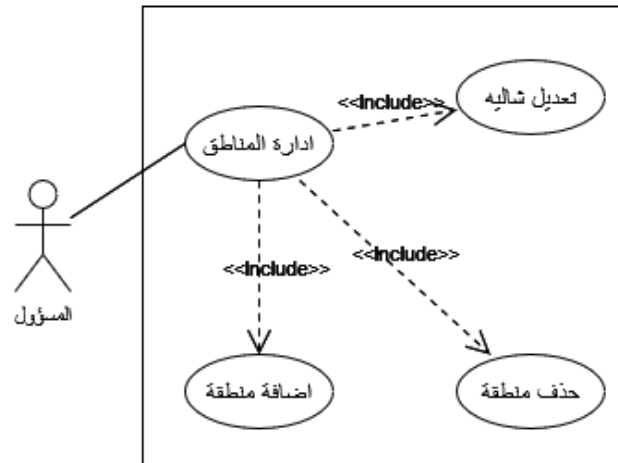 تعديل شاليه
<<Include>>
ادارة المناطق
<<Include>>
<<Include>>
المسؤول
اضافة منطقة
حذف منطقة